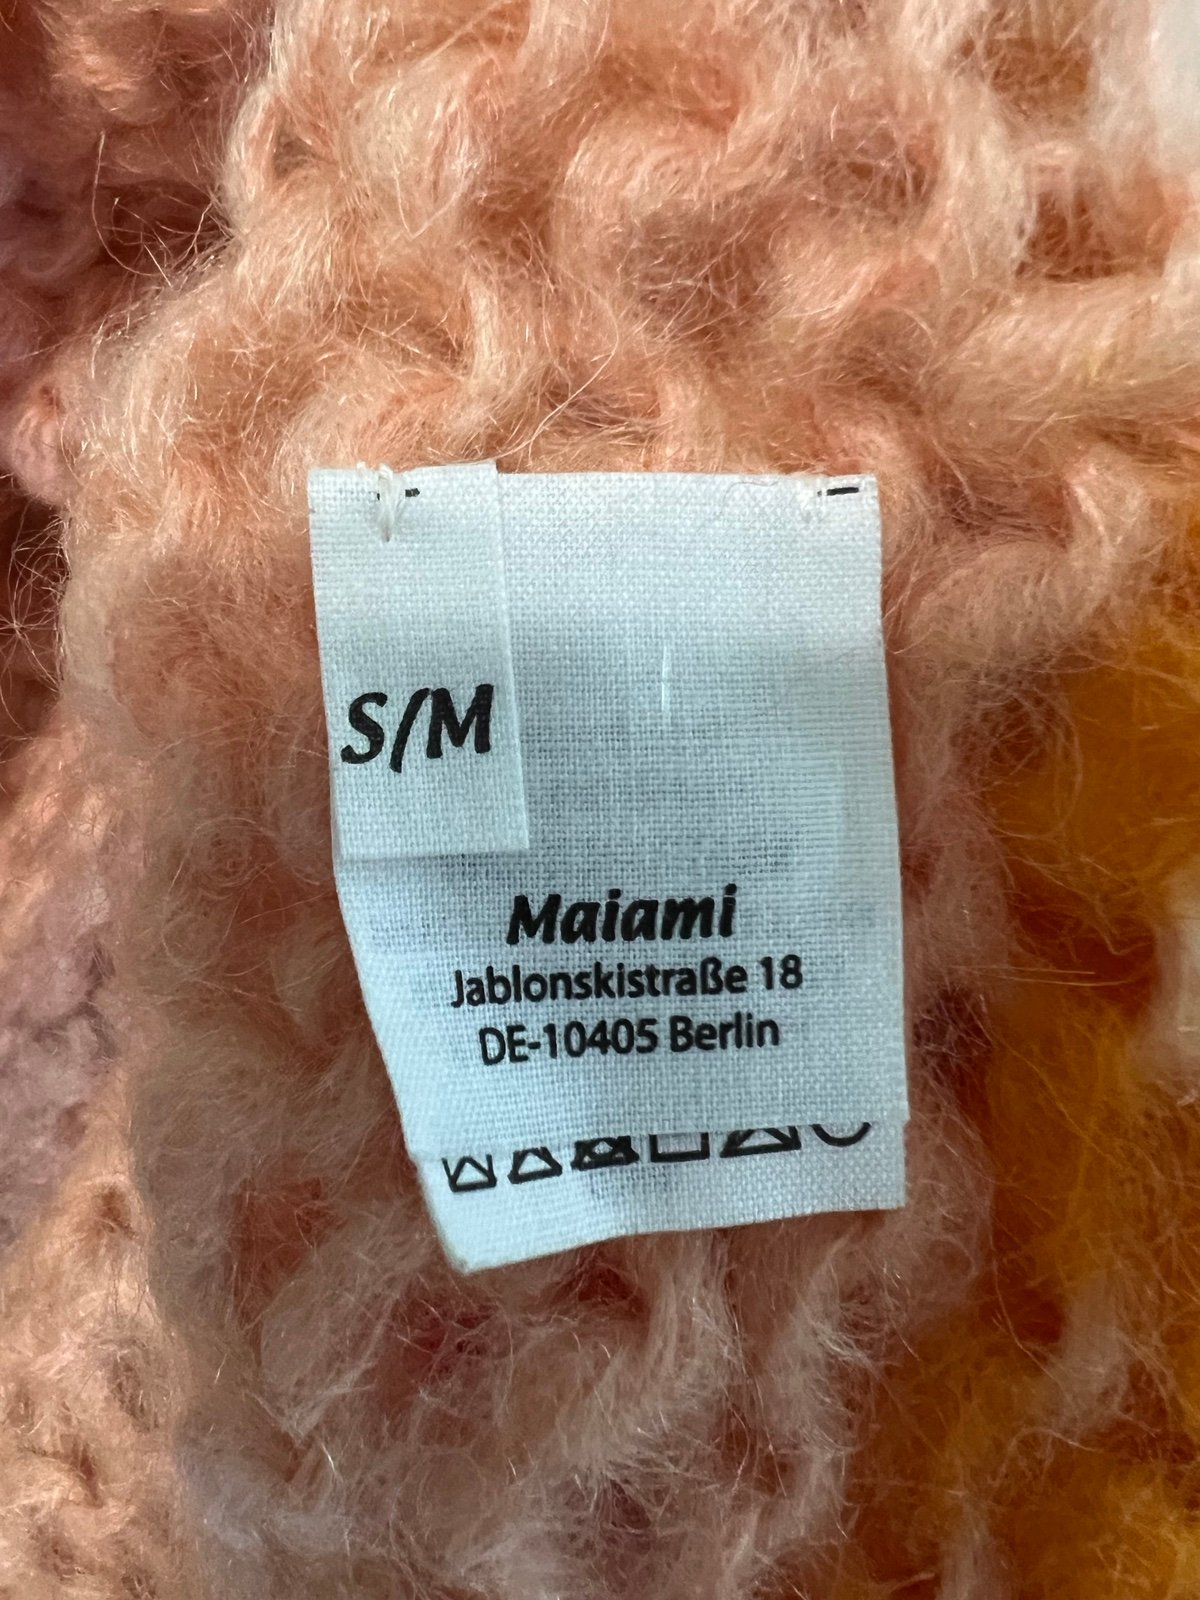 S/M
Maiami
Jablonskistraße 18
DE-10405 Berlin